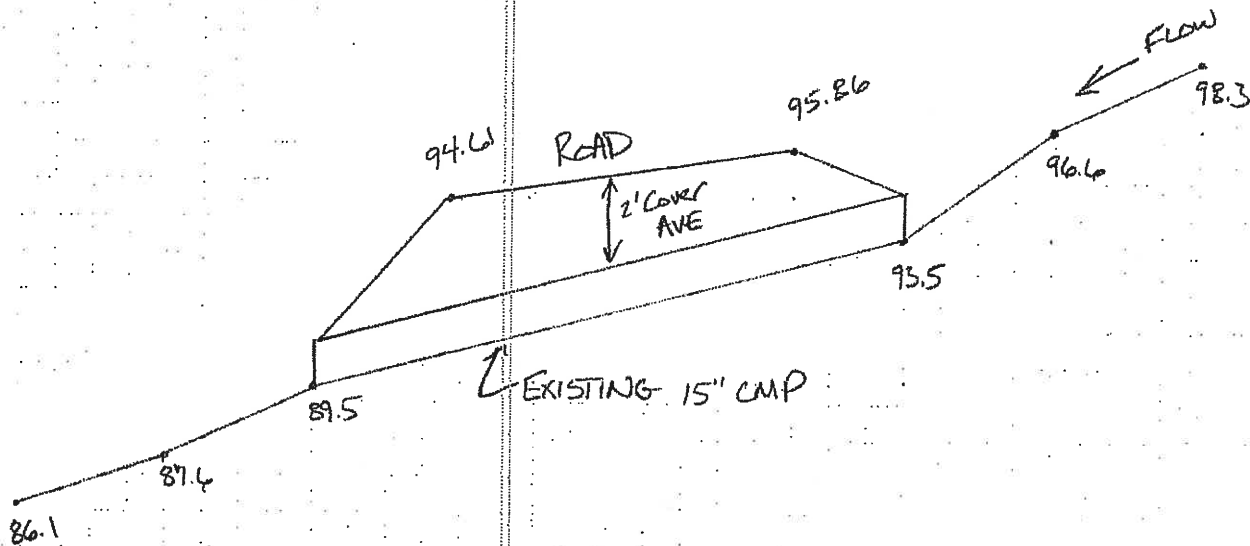 FLOW
98.3
95.86
94.61
ROAD
96.6
2' Cover
AVE
93.5
EXISTING 15" CMP
89.5
87.6
86.1